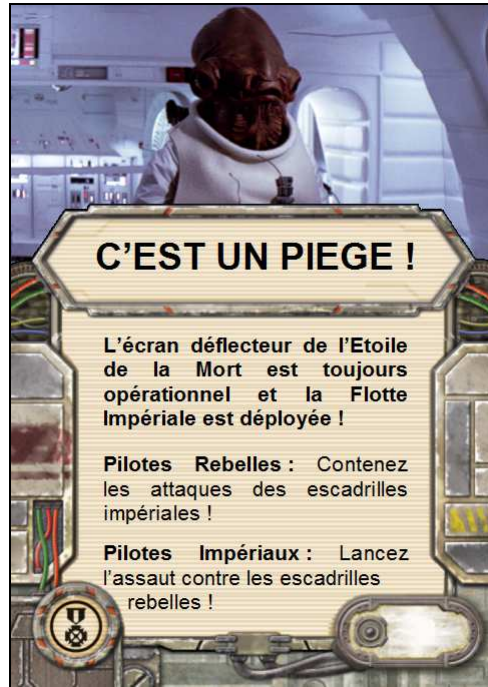 C'EST UN PIEGE !
L'écran déflecteur de l'Etoile
de la Mort est toujours
opérationnel et la Flotte
Impériale est déployée !
Pilotes Rebelles : Contenez
les attaques des escadrilles
impériales !
Pilotes Impériaux : Lancez
l'assaut contre les escadrilles
rebelles !